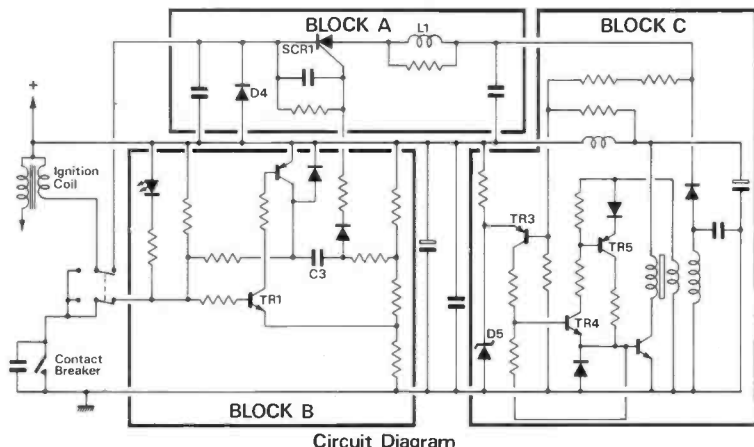 BLOCK A
BLOCK C
L1
SCR1
D4
+
Ignition
Coil
TR3
TR5
C3
TR1
TR4
D5
Contact
Breaker
BLOCK B
Circuit Diagram